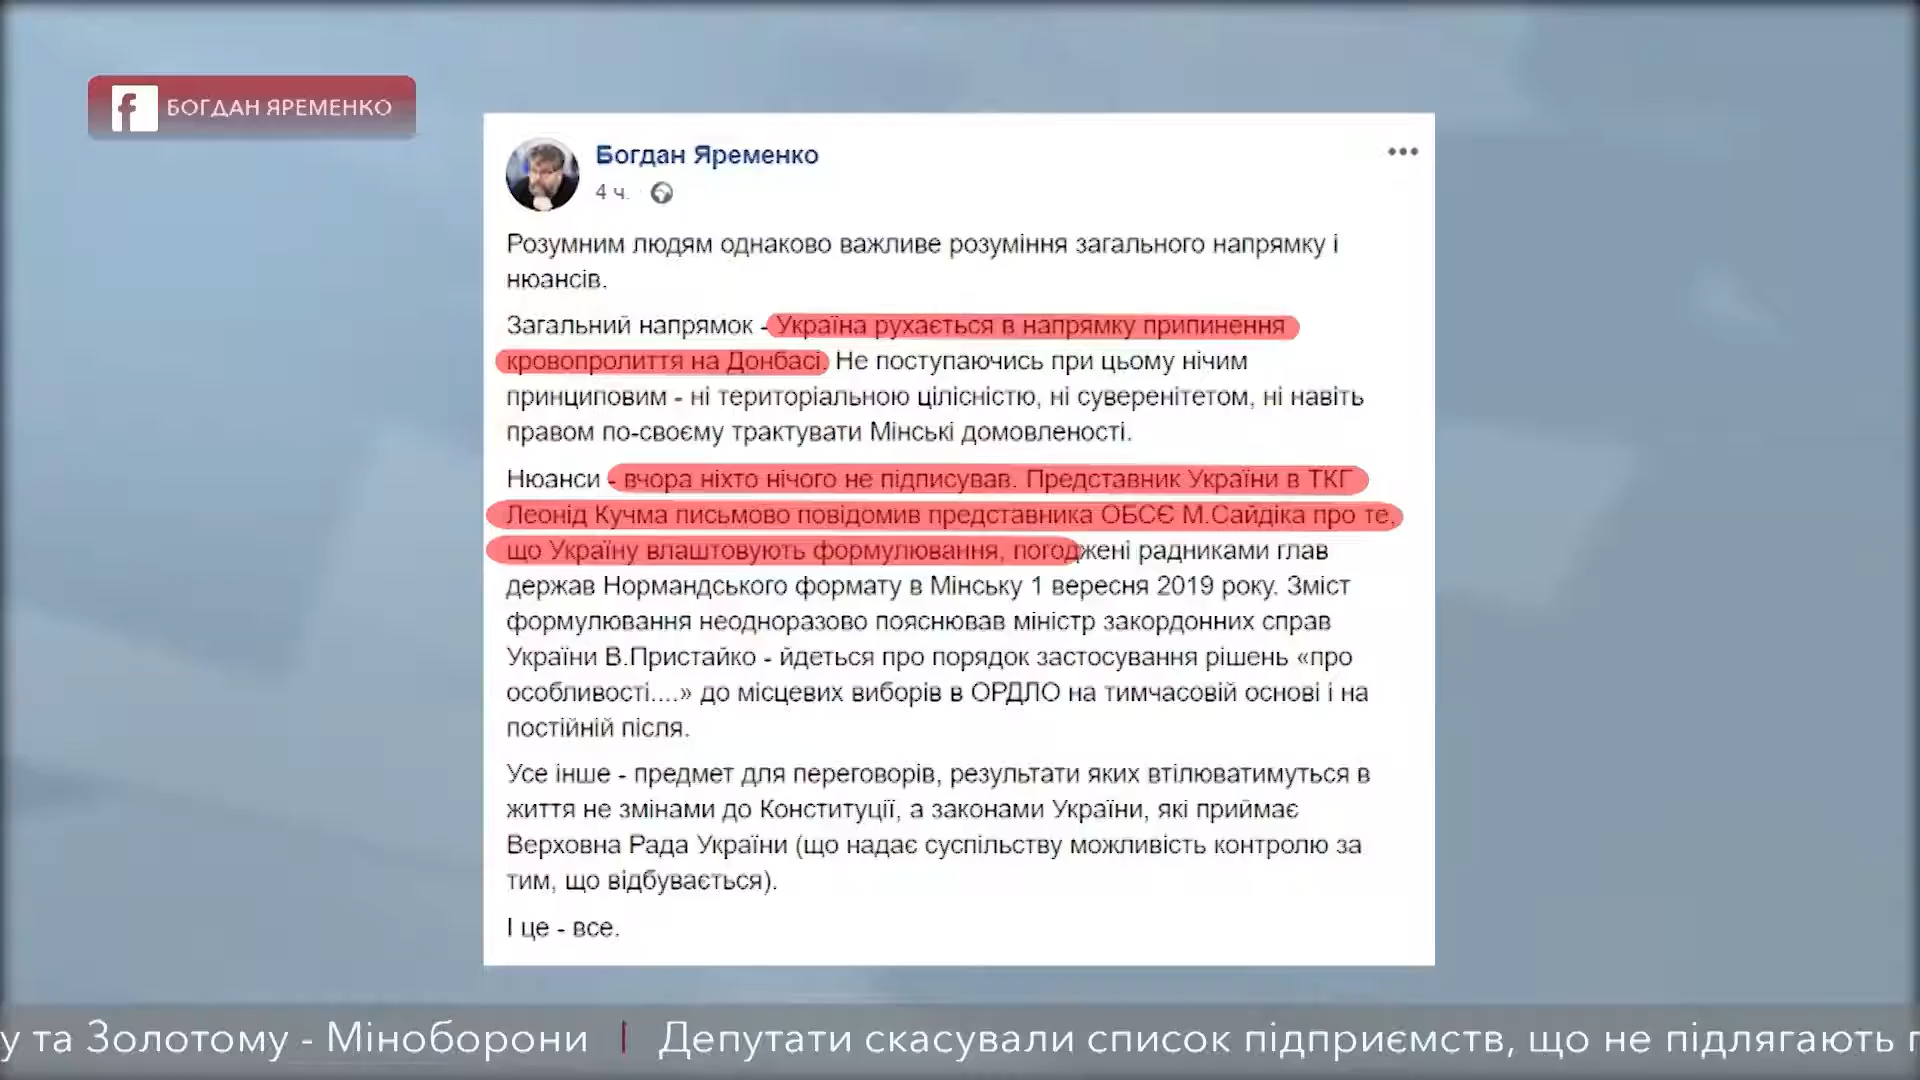 БОГДАН ЯРЕМЕНКО
Богдан Яременко
4 ч.
Розумним людям однаково важливе розуміння загального напрямку і
нюансів.
Загальний напрямок - Україна рухається в напрямку припинення
кровопролиття на Донбасі. Не поступаючись при цьому нічим
принциповим - ні територіальною цілісністю, ні суверенітетом, ні навіть
правом по-своєму трактувати Мінські домовленості.
Нюанси - вчора ніхто нічого не підписував. Представник України в ТКГ
Леонід Кучма письмово повідомив представника ОБСЄ М.Сайдіка про те,
що Україну влаштовують формулювання, погоджені радниками глав
держав Нормандського формату в Мінську 1 вересня 2019 року. Зміст
формулювання неодноразово пояснював міністр закордонних справ
України В.Пристайко - йдеться про порядок застосування рішень «про
особливості....» до місцевих виборів в ОРДЛО на тимчасовій основі і на
постійній після.
Усе інше - предмет для переговорів, результати яких втілюватимуться в
життя не змінами до Конституції, а законами України, які приймає
Верховна Рада України (що надає суспільству можливість контролю за
тим, що відбувається).
І це - все.
у та Золотому - Міноборони | Депутати скасували список підприємств, що не підлягають п